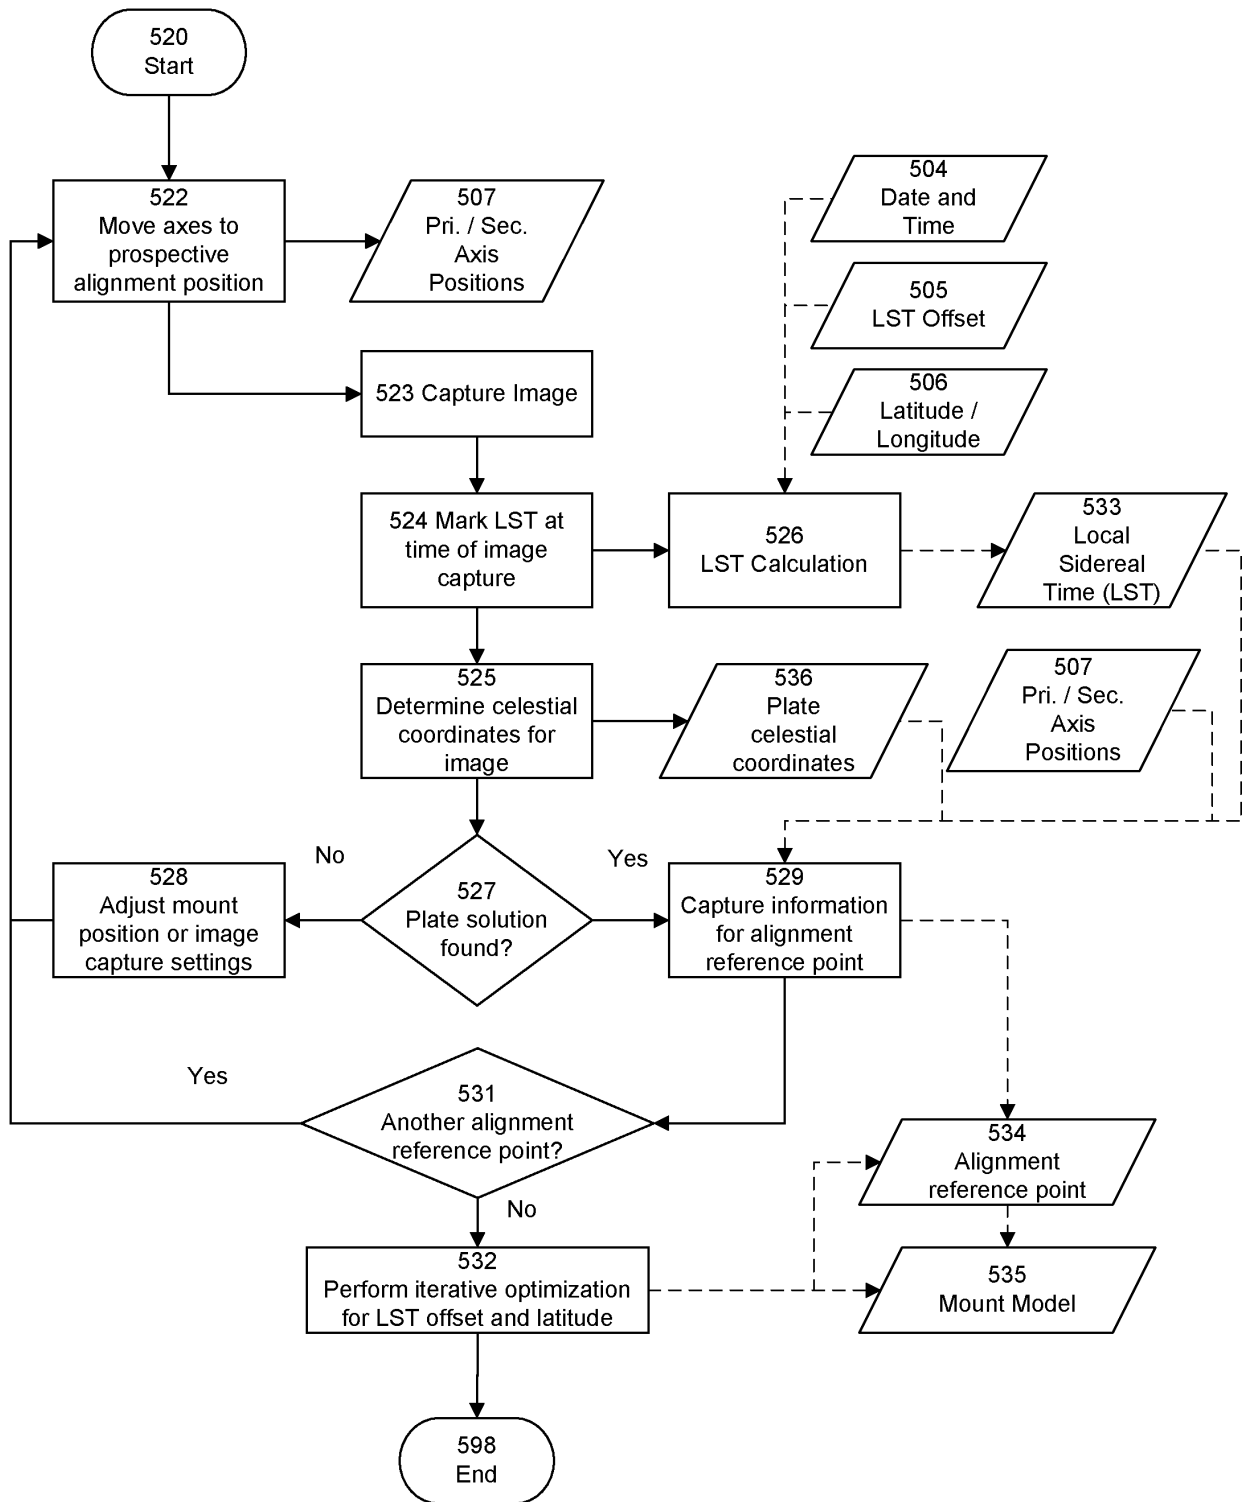 520
Start
522
Move axes to
prospective
alignment position
507
Pri. / Sec.
Axis
Positions
504
Date and
Time
505
LST Offset
506
Latitude /
Longitude
523 Capture Image
524 Mark LST at
time of image
capture
526
LST Calculation
533
Local
Sidereal
Time (LST)
525
Determine celestial
coordinates for
image
536
Plate
celestial
coordinates
507
Pri. / Sec.
Axis
Positions
No
Yes
528
Adjust mount
position or image
capture settings
527
Plate solution
found?
529
Capture information
for alignment
reference point
Yes
531
Another alignment
reference point?
534
Alignment
reference point
No
532
Perform iterative optimization
for LST offset and latitude
535
Mount Model
598
End